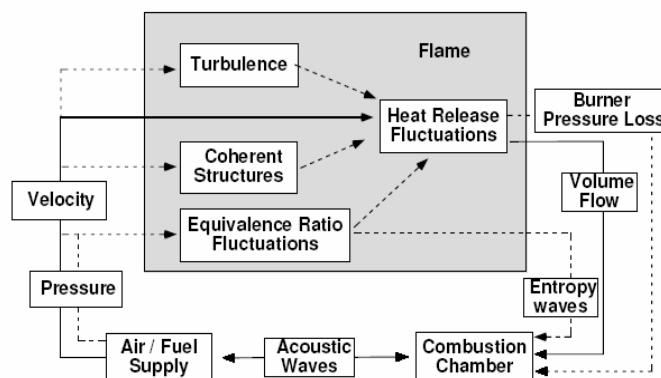 Turbulence
Flame
Heat Release
Fluctuations
Burner
Pressure Loss
Coherent
Structures
Velocity
Volume
Flow
Equivalence Ratio
Fluctuations
Pressure
Entropy
waves
Air / Fuel
Supply
Acoustic
Waves
Combustion
Chamber